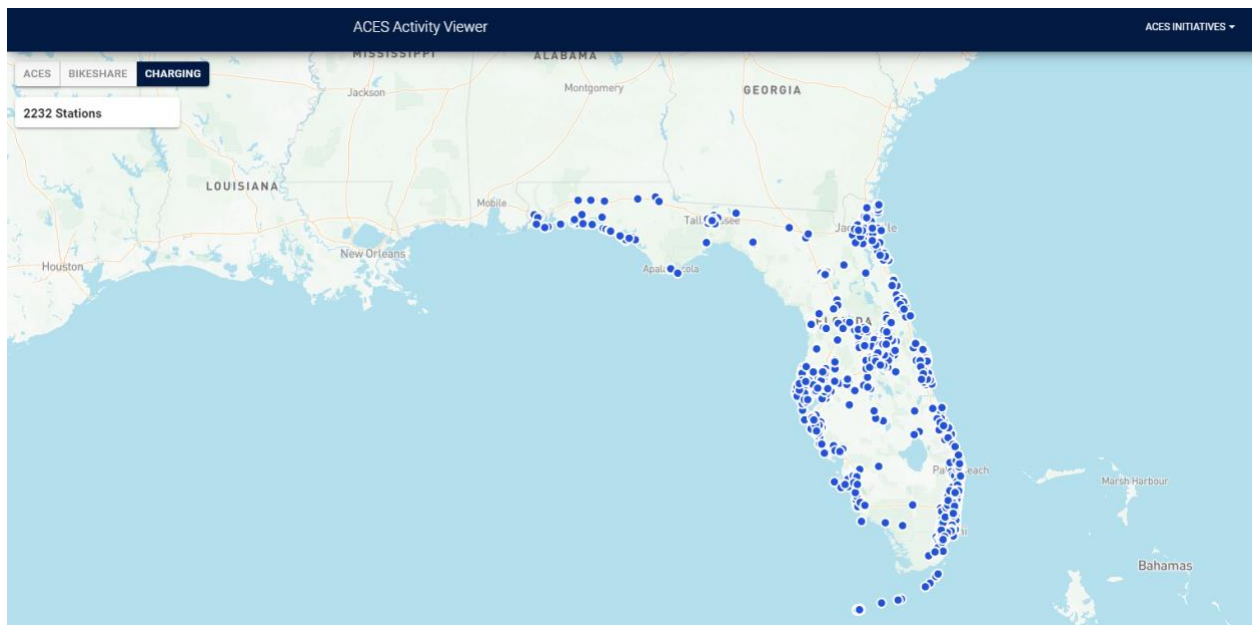 ACES Activity Viewer
ACES INITIATIVES
ACES BIKESHARE CHARGING
2232 Stations
MISSISSIPPI
ALABAMA
Jackson
Montgomery
GEORGIA
LOUISIANA
Mobile
New Orleans
Houston
FLORIDA
Marsh Harbour
Bahamas